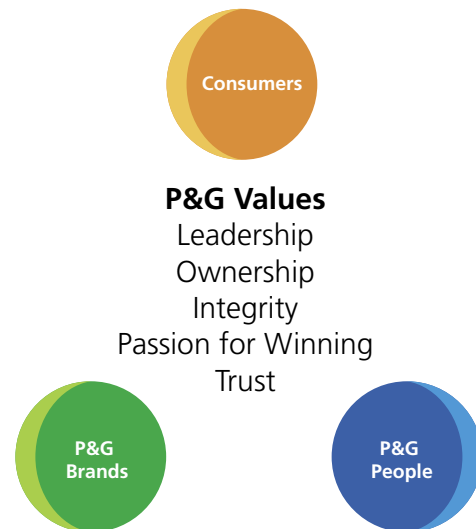 Consumers
P&G Values
Leadership
Ownership
Integrity
Passion for Winning
Trust
P&G
Brands
P&G
People